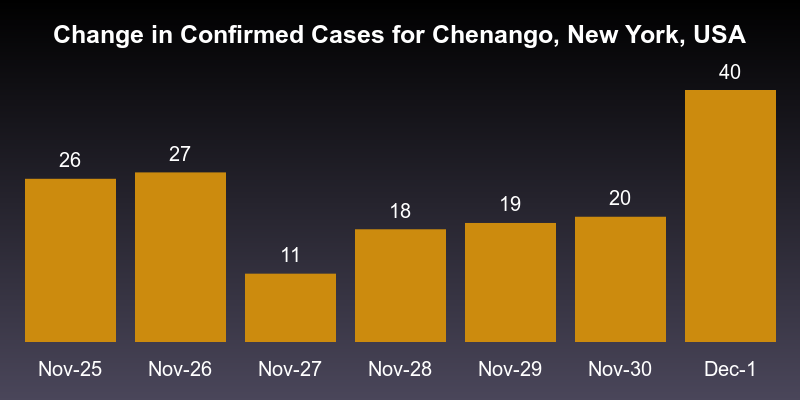 Change in Confirmed Cases for Chenango, New York, USA
40
26
27
11
18
19
20
Nov-25
Nov-26
Nov-27
Nov-28
Nov-29
Nov-30
Dec-1